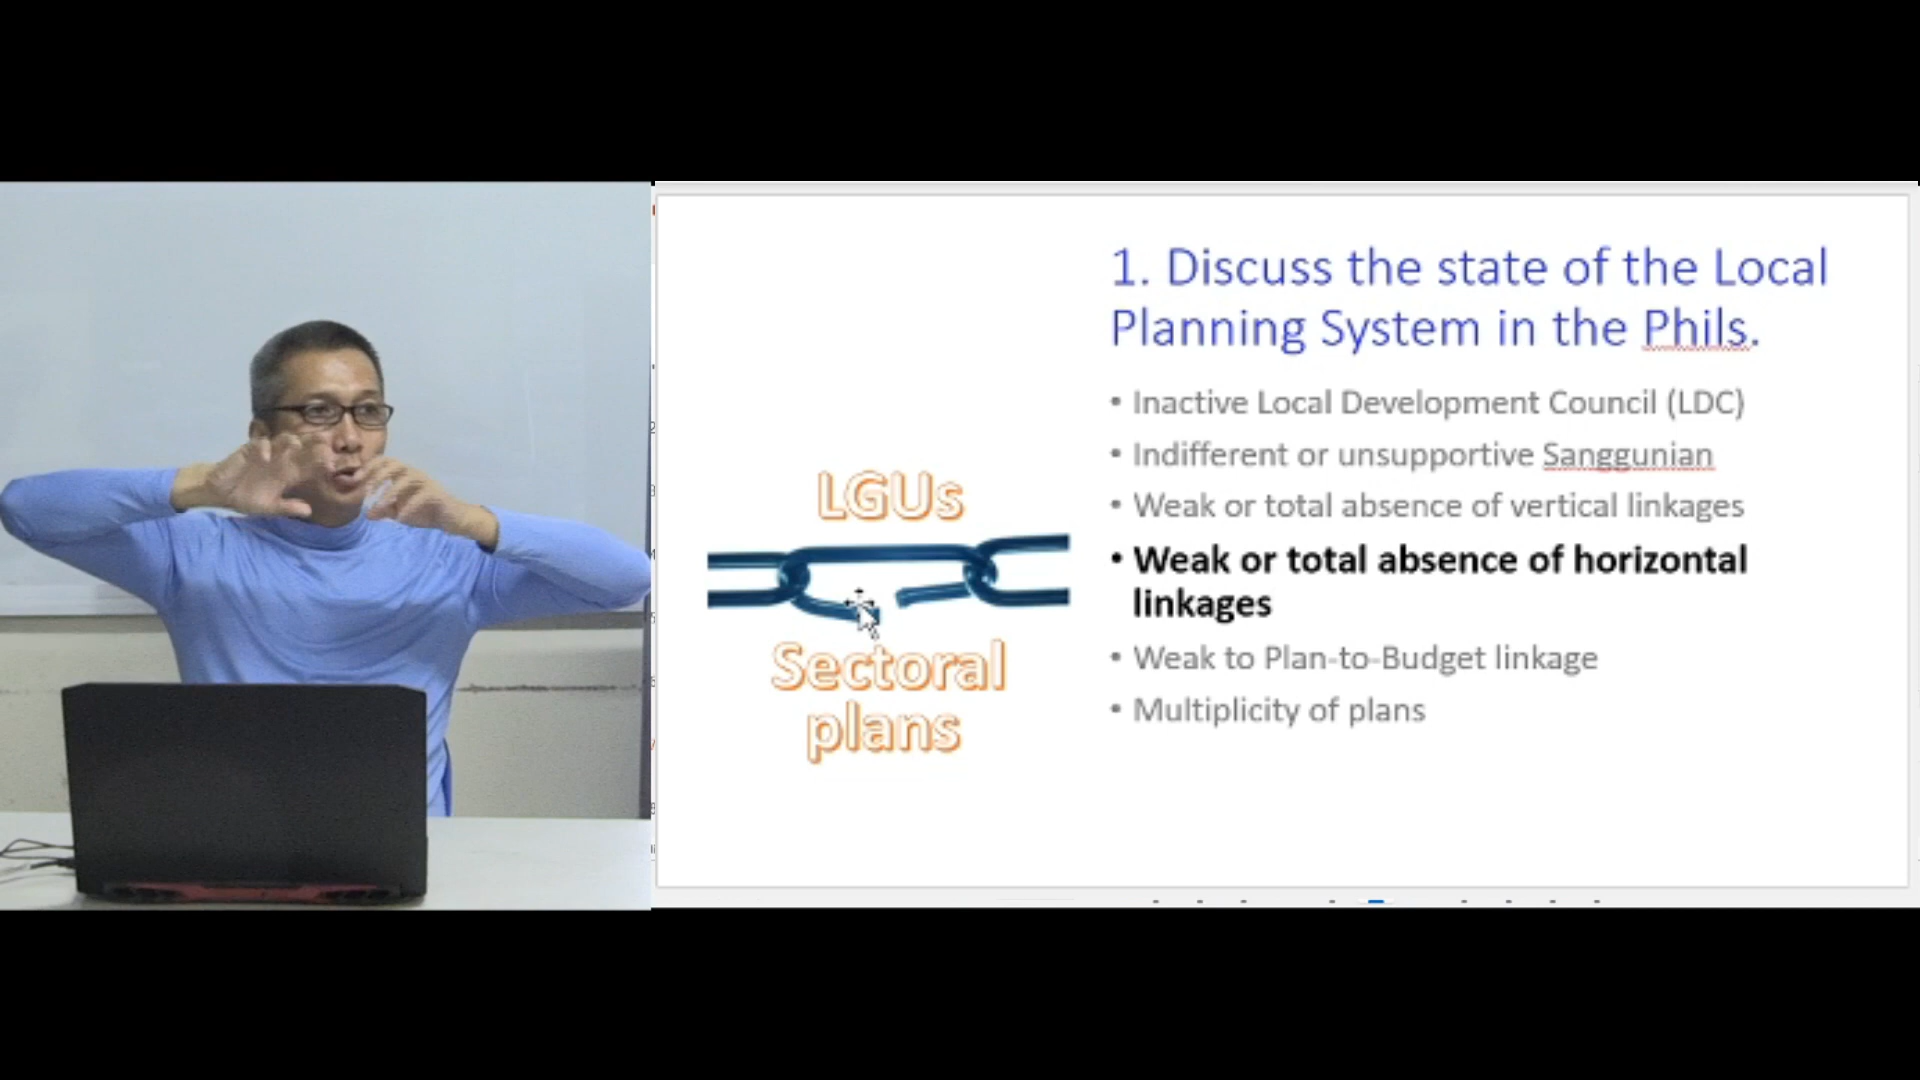 1. Discuss the state of the Local
Planning System in the Phils.
• Inactive Local Development Council (LDC)
• Indifferent or unsupportive Sanggunian
• Weak or total absence of vertical linkages
• Weak or total absence of horizontal
linkages
• Weak to Plan-to-Budget linkage
• Multiplicity of plans
LGUs
Sectoral
plans